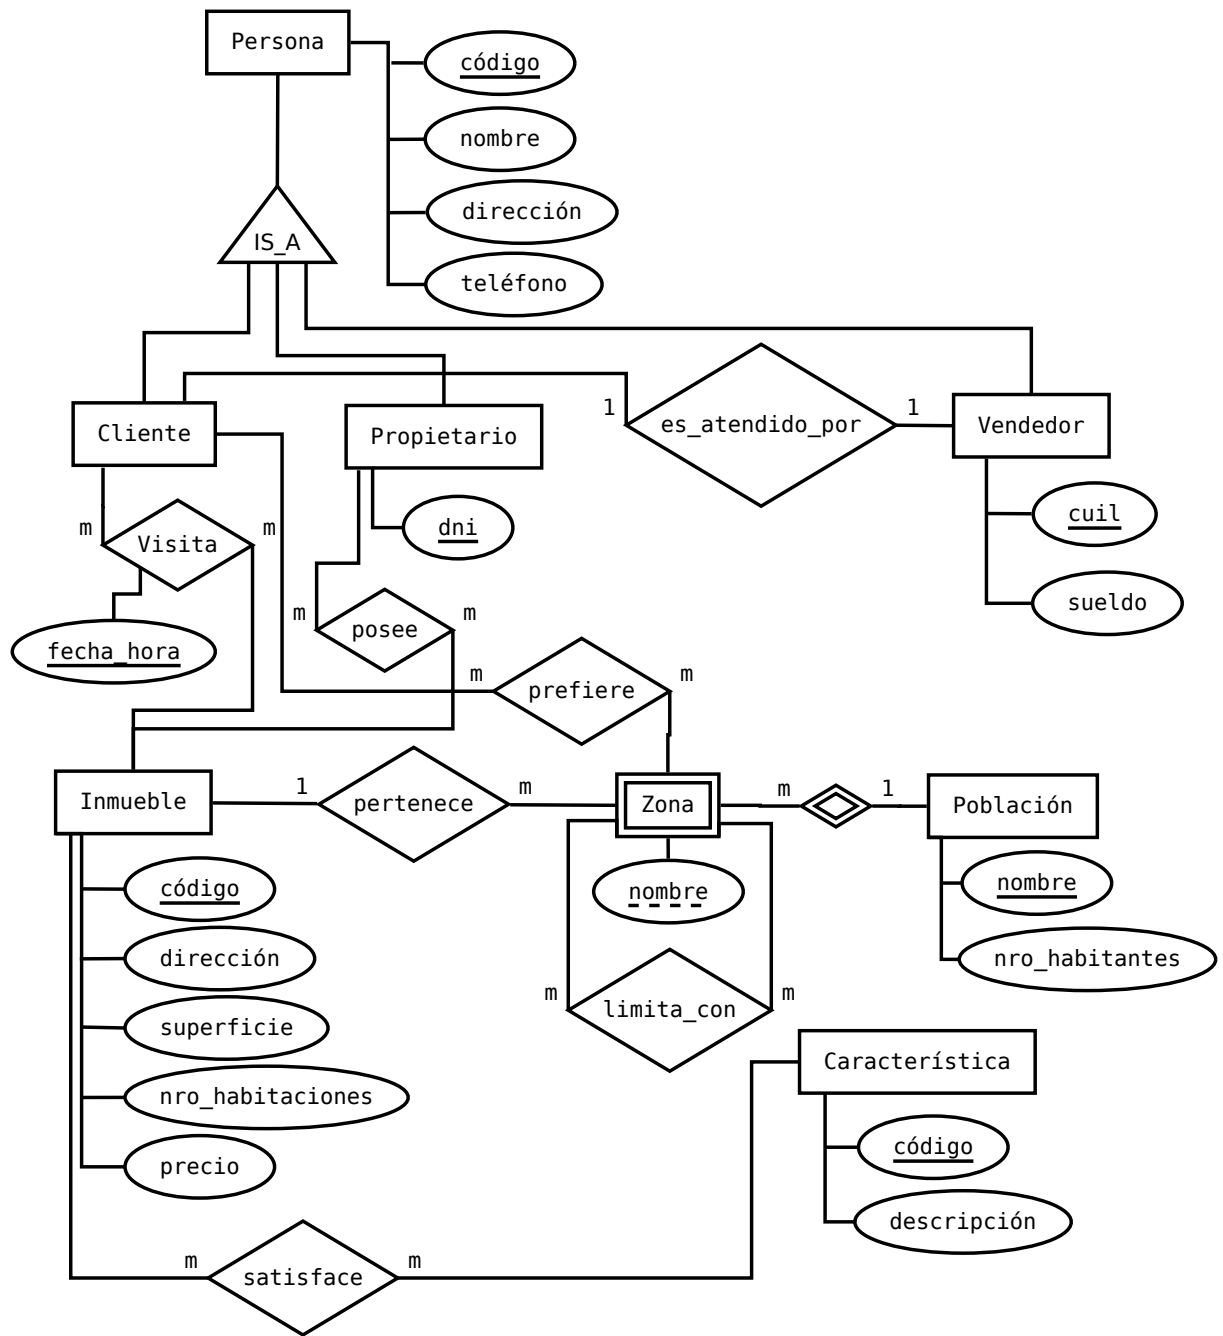 Persona
código
nombre
dirección
IS_A
teléfono
1
es_atendido_por
1
Cliente
Propietario
Vendedor
m
Visita
m
dni
cuil
m
posee
m
sueldo
fecha_hora
m
prefiere
m
Inmueble
1
pertenece
m
Zona
m
1
Población
código
nombre
nombre
dirección
nro_habitantes
m
limita_con
m
superficie
Característica
nro_habitaciones
código
precio
descripción
m
satisface
m